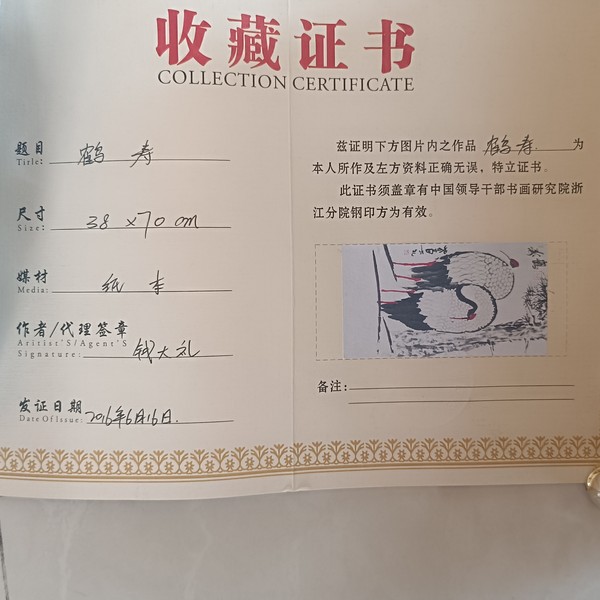 收藏证书
COLLECTION CERTIFICATE
题目
Title:
鹤 寿
尺寸
Size:
38 x70 cm
媒材
Media:
纸 本
作者/代理签章
Aritist'S/Agent'S
Signature:
钱大礼
发证日期
Date Of Issue:
2016年6月16日.
兹证明下方图片内之作品 鹤寿. 为
本人所作及左方资料正确无误，特立证书。
此证书须盖章有中国领导干部书画研究院浙
江分院钢印方为有效。
备注: